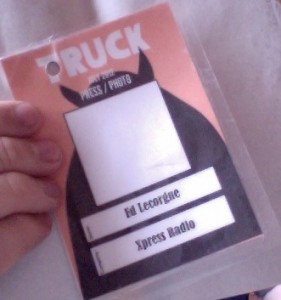 TRUCK
PRESS / PHOTO
Ed Lecorgne
Xpress Radio